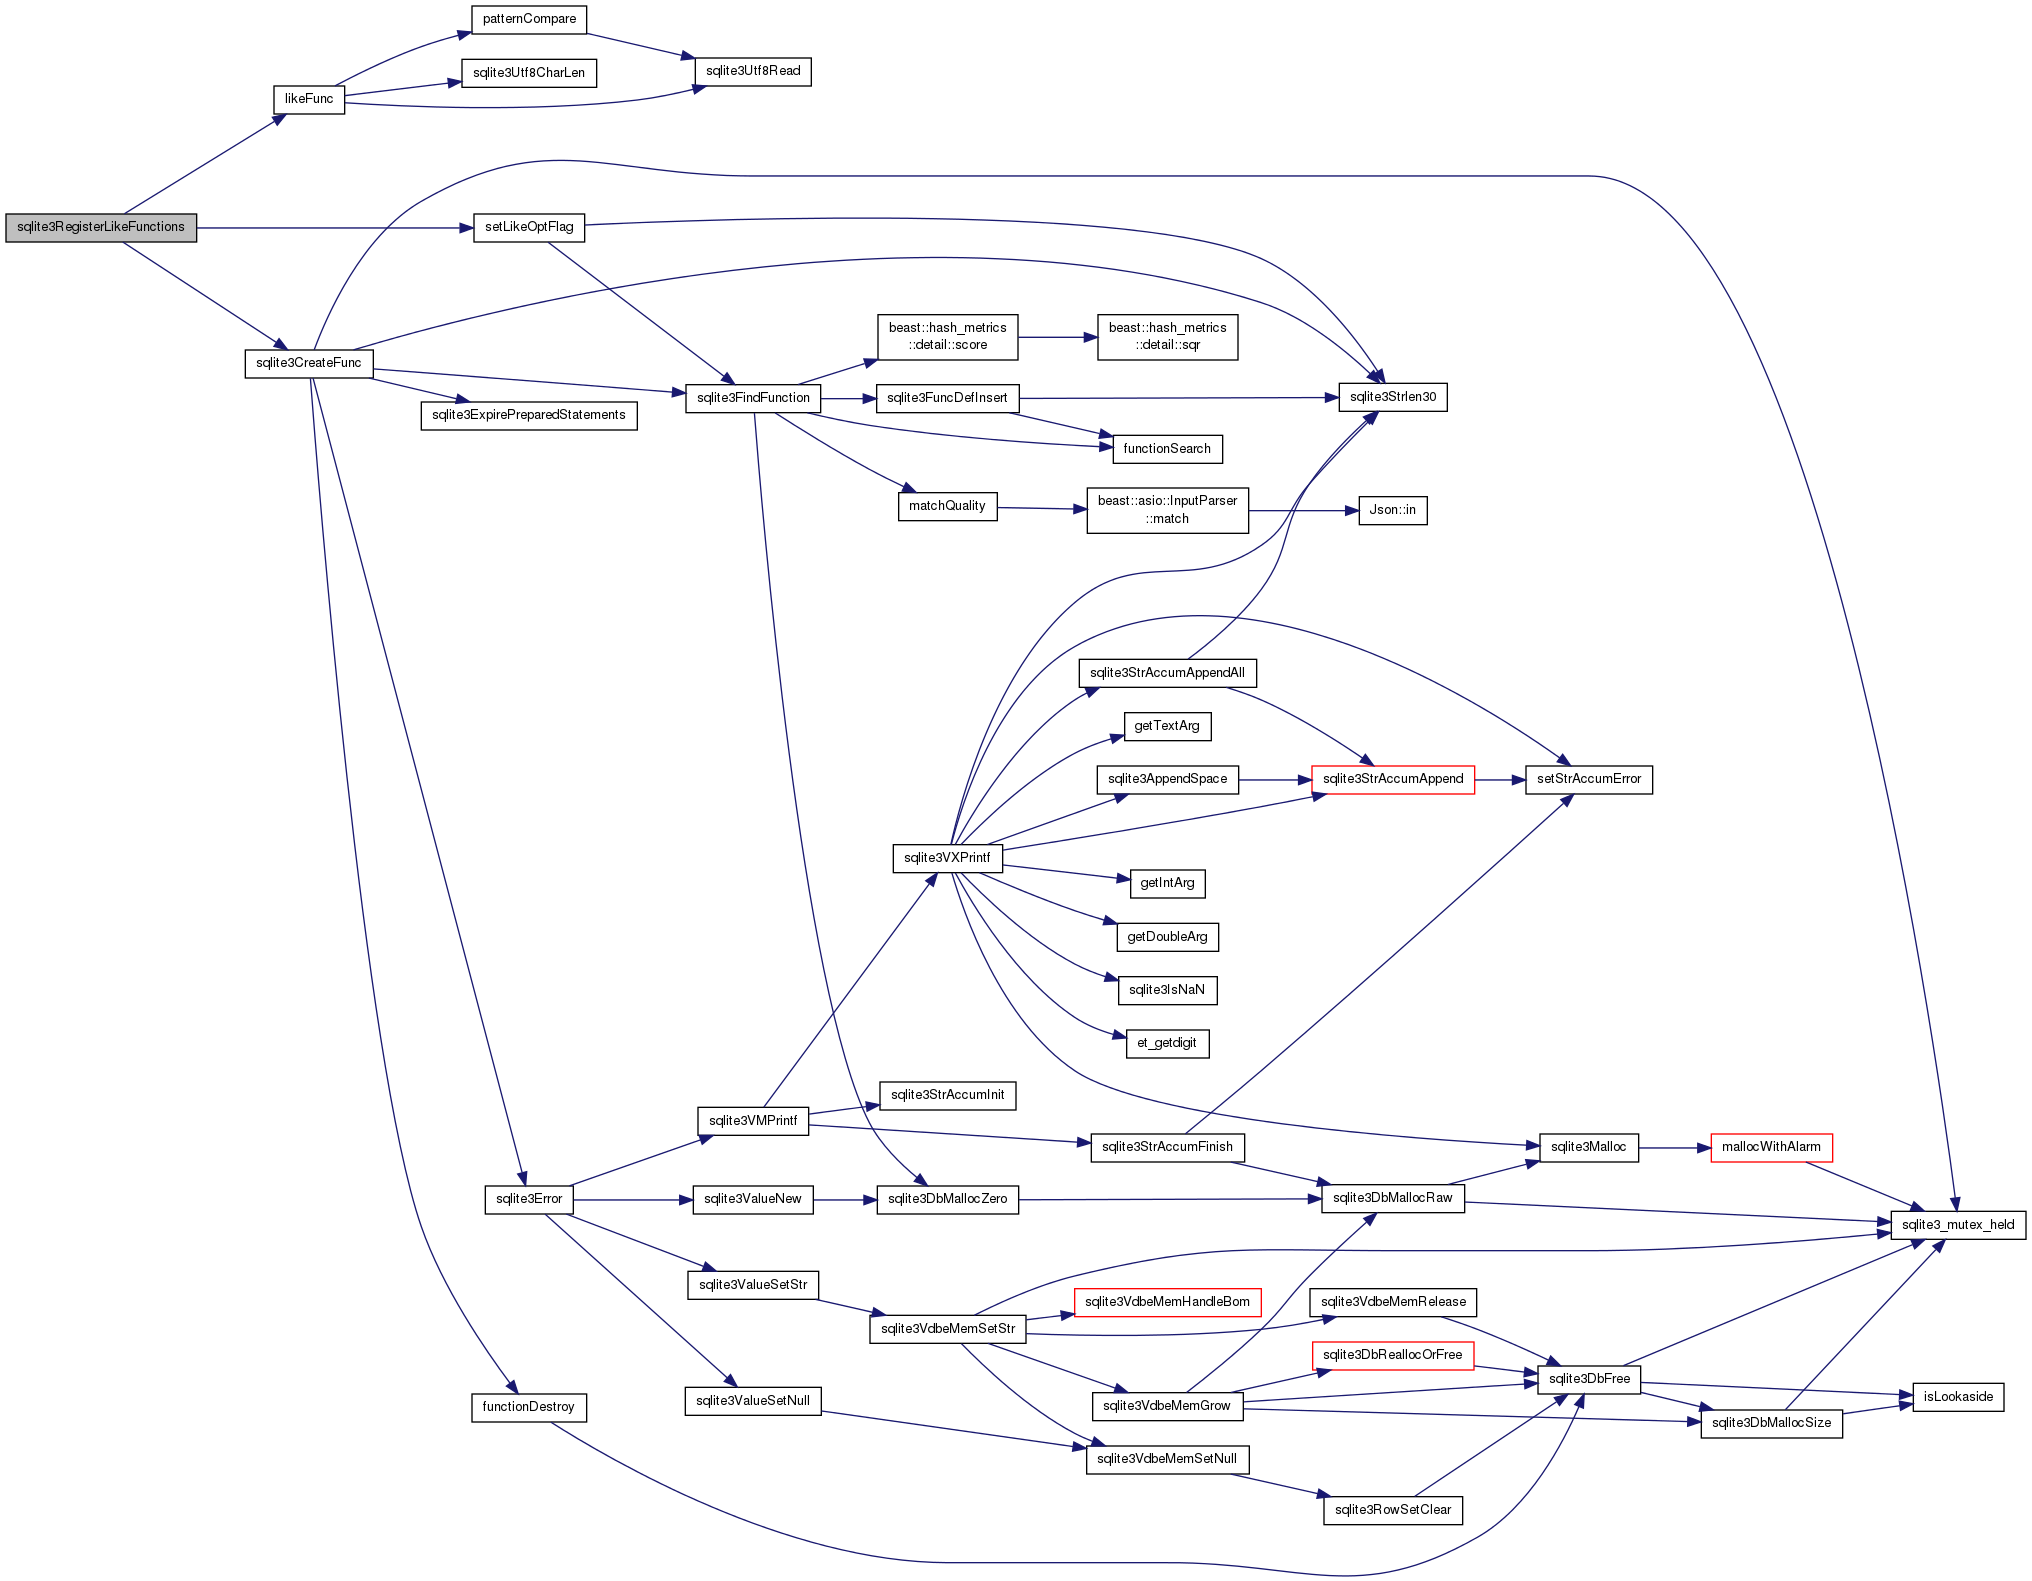 patternCompare
sqlite3Utf8CharLen
sqlite3Utf8Read
likeFunc
sqlite3RegisterLikeFunctions
setLikeOptFlag
beast::hash_metrics
::detail::score
beast::hash_metrics
::detail::sqr
sqlite3CreateFunc
sqlite3FindFunction
sqlite3FuncDefInsert
sqlite3Strlen30
sqlite3ExpirePreparedStatements
functionSearch
matchQuality
beast::asio::InputParser
::match
Json::in
sqlite3StrAccumAppendAll
getTextArg
sqlite3AppendSpace
sqlite3StrAccumAppend
setStrAccumError
sqlite3VXPrintf
getIntArg
getDoubleArg
sqlite3IsNaN
et_getdigit
sqlite3StrAccumInit
sqlite3VMPrintf
sqlite3StrAccumFinish
sqlite3Malloc
mallocWithAlarm
sqlite3Error
sqlite3ValueNew
sqlite3DbMallocZero
sqlite3DbMallocRaw
sqlite3_mutex_held
sqlite3ValueSetStr
sqlite3VdbeMemHandleBom
sqlite3VdbeMemRelease
sqlite3VdbeMemSetStr
sqlite3DbReallocOrFree
sqlite3DbFree
isLookaside
sqlite3ValueSetNull
functionDestroy
sqlite3VdbeMemGrow
sqlite3DbMallocSize
sqlite3VdbeMemSetNull
sqlite3RowSetClear